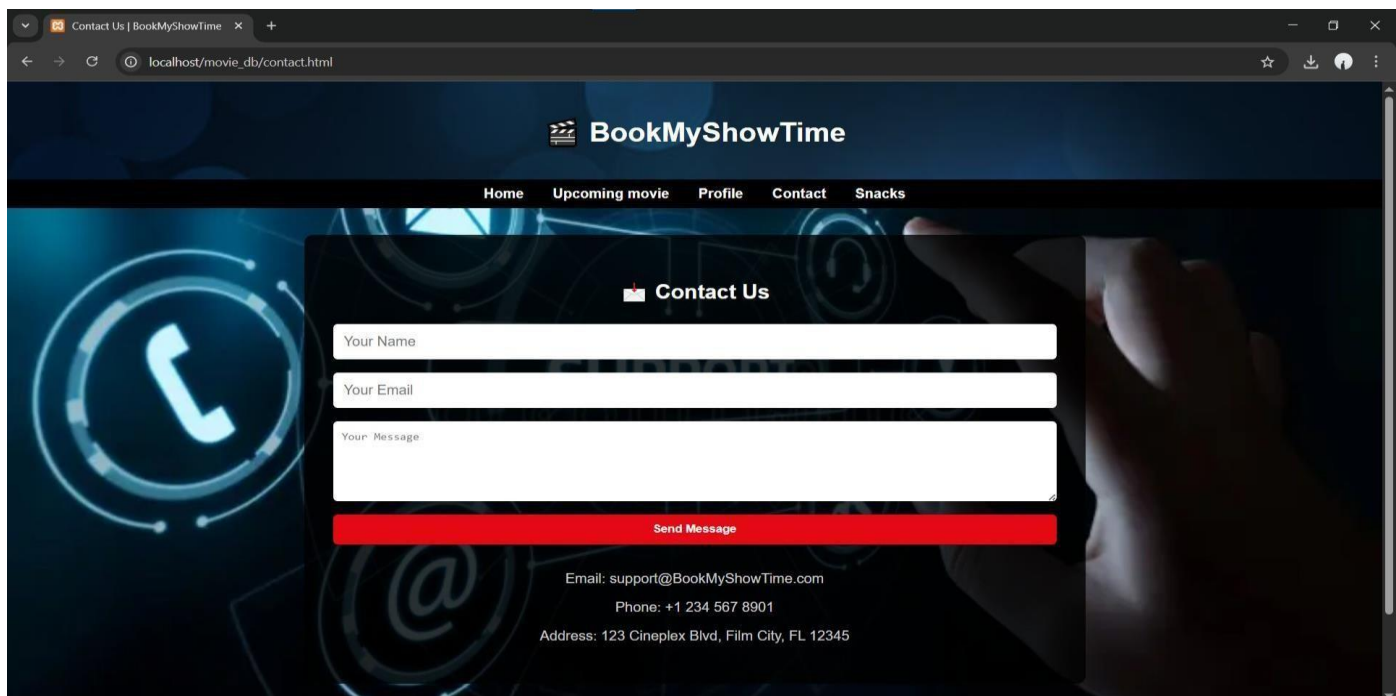 Contact Us | BookMyShowTime
localhost/movie_db/contact.html
BookMyShowTime
Home Upcoming movie Profile Contact Snacks
Contact Us
Your Name
SUPPORT
Your Email
Your Message
Send Message
Email: support@BookMyShowTime.com
Phone: +1 234 567 8901
Address: 123 Cineplex Blvd, Film City, FL 12345